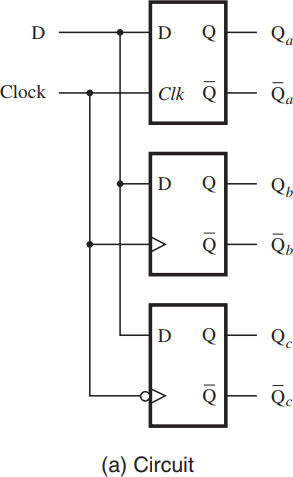 D D Q Qa
Clock Clk Q̅ Q̅a
D Q Qb
Q̅ Q̅b
D Q Qc
Q̅ Q̅c
(a) Circuit